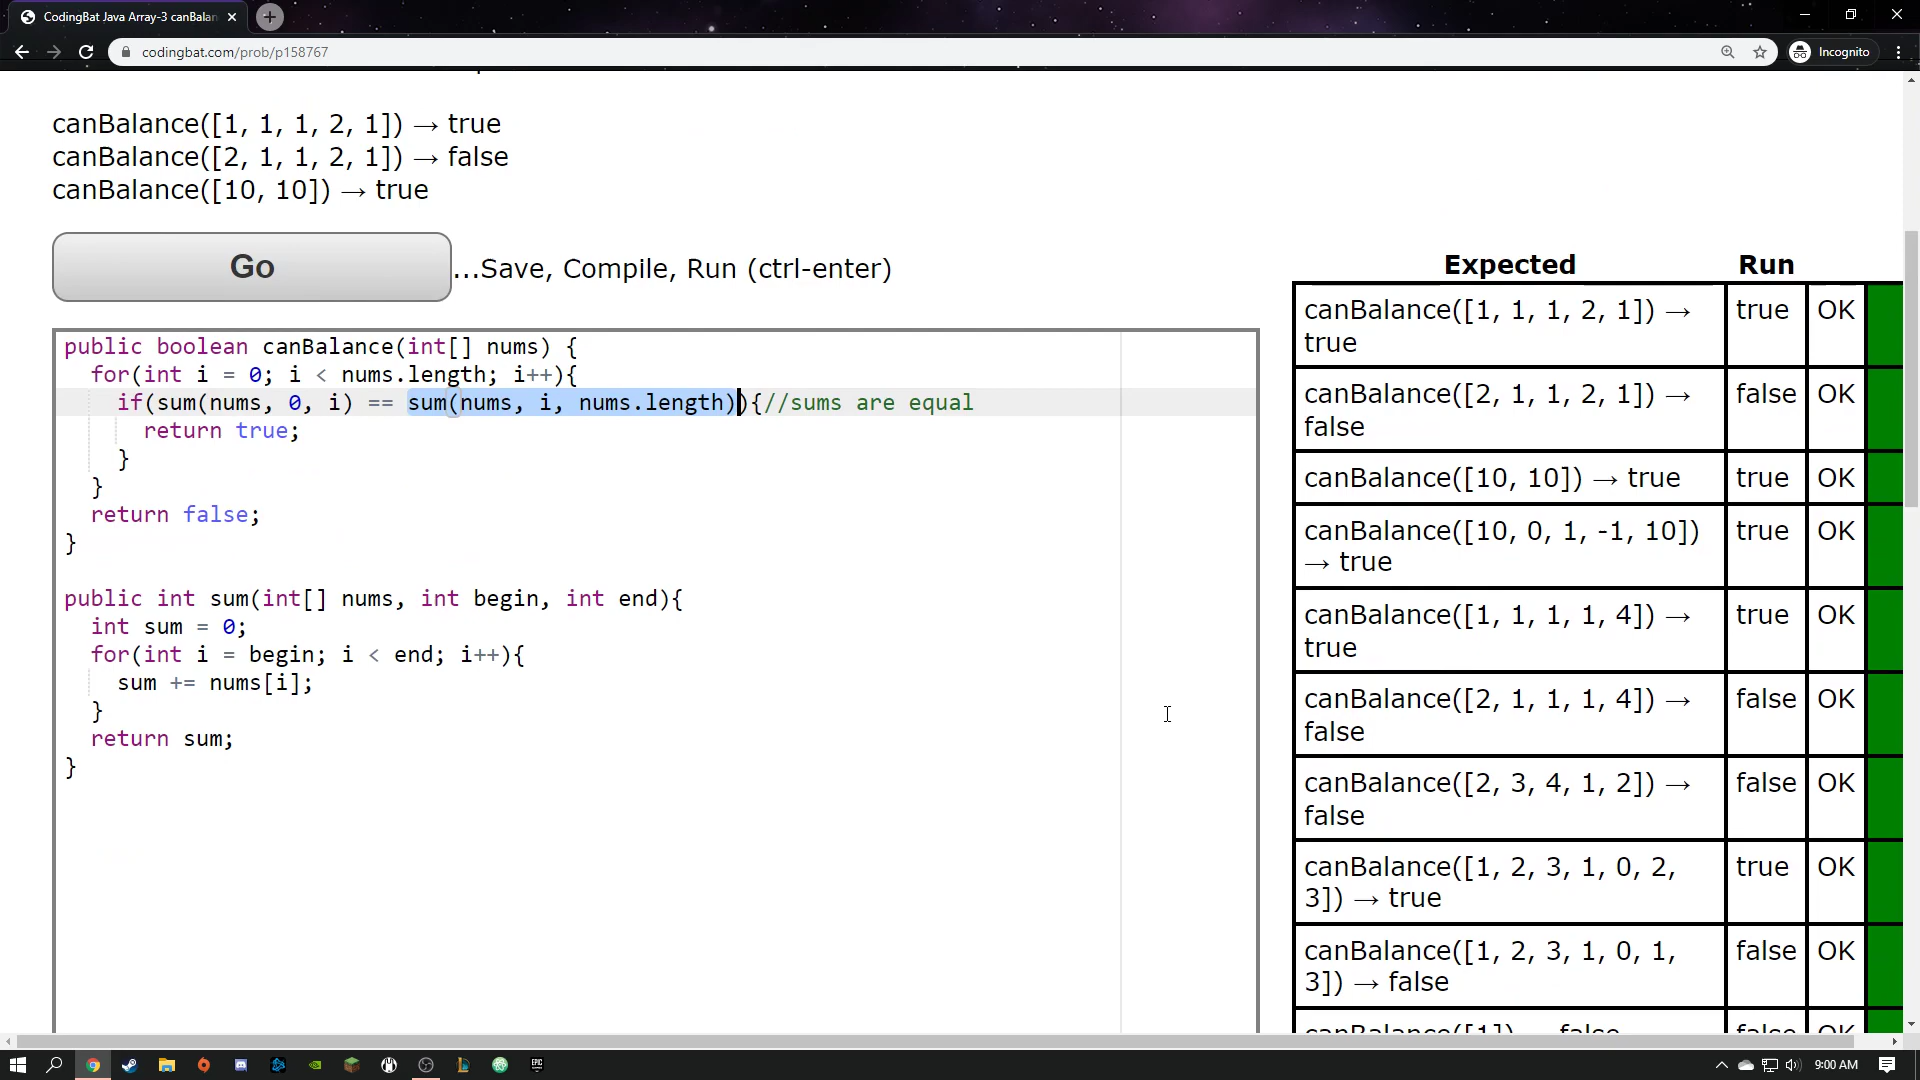 CodingBat Java Array-3 canBalan
codingbat.com/prob/p158767
Incognito
canBalance([1, 1, 1, 2, 1]) → true
canBalance([2, 1, 1, 2, 1]) → false
canBalance([10, 10]) → true
Go
...Save, Compile, Run (ctrl-enter)
public boolean canBalance(int[] nums) {
for(int i = 0; i < nums.length; i++){
if(sum(nums, 0, i) == sum(nums, i, nums.length)){//sums are equal
return true;
}
}
return false;
}
public int sum(int[] nums, int begin, int end){
int sum = 0;
for(int i = begin; i < end; i++){
sum += nums[i];
}
return sum;
}
Expected Run
canBalance([1, 1, 1, 2, 1]) → true OK
true
canBalance([2, 1, 1, 2, 1]) → false OK
false
canBalance([10, 10]) → true true OK
canBalance([10, 0, 1, -1, 10]) true OK
→ true
canBalance([1, 1, 1, 1, 4]) → true OK
true
canBalance([2, 1, 1, 1, 4]) → false OK
false
canBalance([2, 3, 4, 1, 2]) → false OK
false
canBalance([1, 2, 3, 1, 0, 2, true OK
3]) → true
canBalance([1, 2, 3, 1, 0, 1, false OK
3]) → false
canBalance([1]) → false false OK
EPIC
9:00 AM